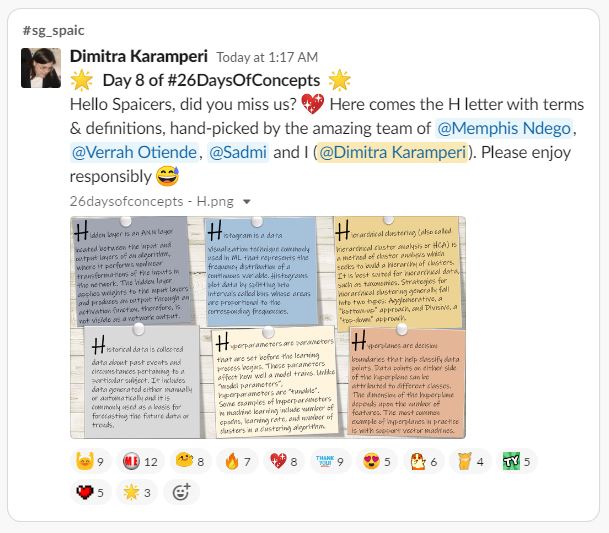 #sg_spaic
Dimitra Karamperi Today at 1:17 AM
Day 8 of #26DaysOfConcepts
Hello Spaicers, did you miss us? Here comes the H letter with terms
& definitions, hand-picked by the amazing team of @Memphis Ndego,
@Verrah Otiende, @Sadmi and I (@Dimitra Karamperi). Please enjoy
responsibly
26daysofconcepts - H.png
Hidden layer is an ANN layer
located between the input and
output layers of an algorithm,
where it performs nonlinear
transformations of the inputs in
the network. The hidden layer
applies weights to the input layers
and produces an output through an
activation function, therefore, is
not visible as a network output.
Histogram is a data
visualization technique commonly
used in ML that represents the
frequency distribution of a
continuous variable. Histograms
plot data by splitting into
intervals called bins whose areas
are proportional to the
corresponding frequencies.
Hierarchical clustering (also called
hierarchical cluster analysis or HCA) is
a method of cluster analysis which
seeks to build a hierarchy of clusters.
It is best suited for hierarchical data,
such as taxonomies. Strategies for
hierarchical clustering generally fall
into two types: Agglomerative, a
"bottom-up" approach, and Divisive, a
"top-down" approach.
Historical data is collected
data about past events and
circumstances pertaining to a
particular subject. It includes
data generated either manually
or automatically and it is
commonly used as a basis for
forecasting the future data or
trends.
Hyperparameters are parameters
that are set before the learning
process begins. These parameters
affect how well a model trains. Unlike
"model parameters",
hyperparameters are "tunable".
Some examples of hyperparameters
in machine learning include number of
epochs, learning rate, and number of
clusters in a clustering algorithm.
Hyperplanes are decision
boundaries that help classify data
points. Data points on either side
of the hyperplane can be
attributed to different classes.
The dimension of the hyperplane
depends upon the number of
features. The most common
example of hyperplanes in practice
is with support vector machines.
9 ME 12 8 7 8 THANK YOU! 9 5 6 4 TY 5
5 3